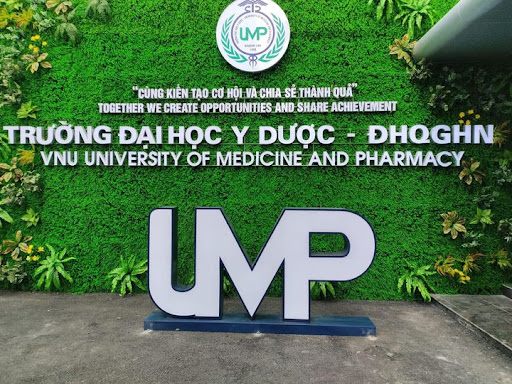 UMP
"CÙNG KIẾN TẠO CƠ HỘI VÀ CHIA SẺ THÀNH QUẢ"
TOGETHER WE CREATE OPPORTUNITIES AND SHARE ACHIEVEMENT
TRƯỜNG ĐẠI HỌC Y DƯỢC - ĐHQGHN
VNU UNIVERSITY OF MEDICINE AND PHARMACY
UMP